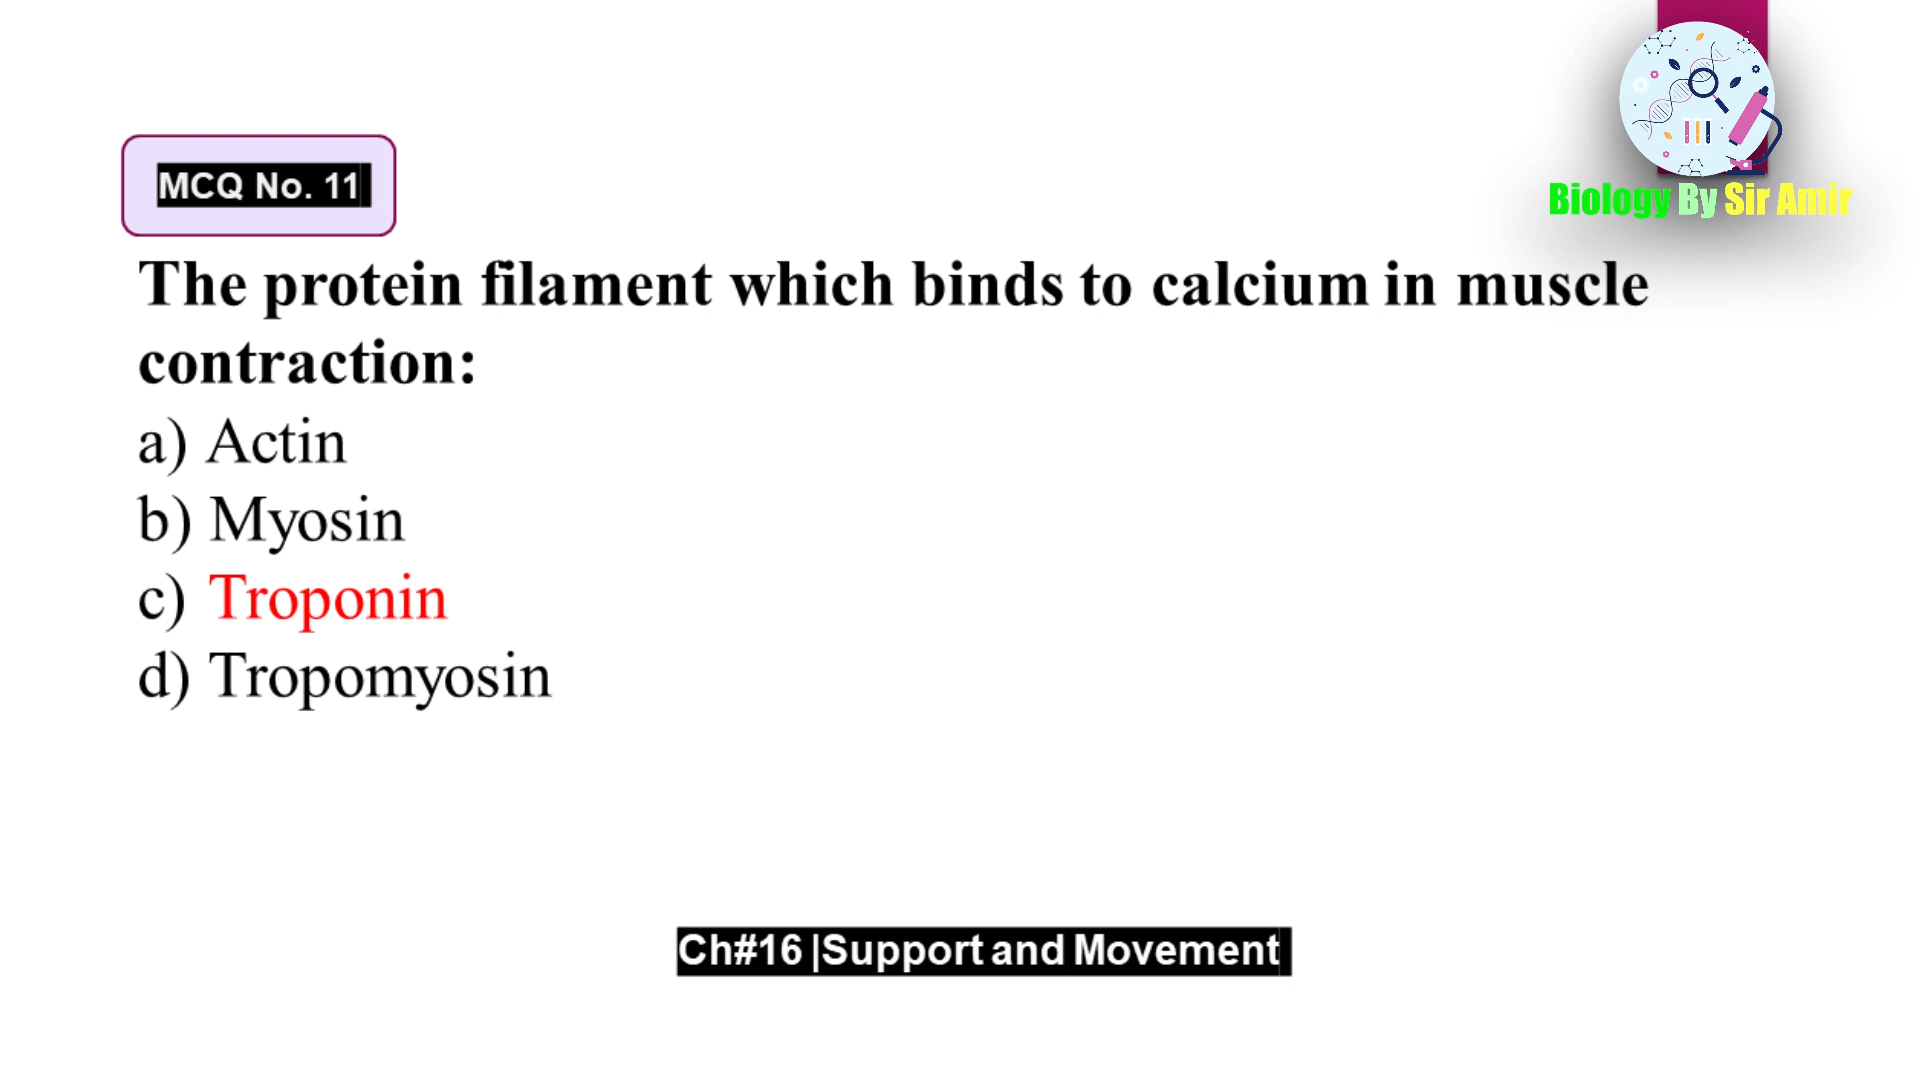 Biology By Sir Amir
MCQ No. 11
The protein filament which binds to calcium in muscle
contraction:
a) Actin
b) Myosin
c) Troponin
d) Tropomyosin
Ch#16 |Support and Movement